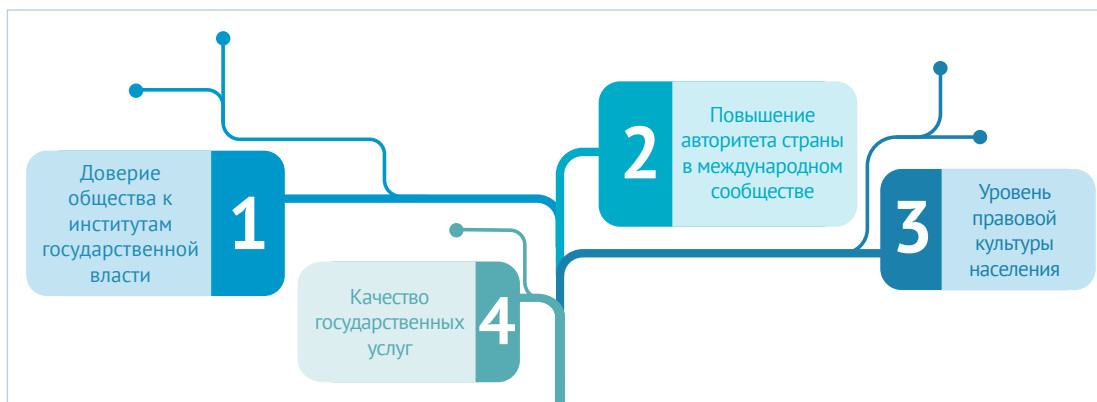 Доверие
общества к
институтам
государственной
власти
1
2
Повышение
авторитета страны
в международном
сообществе
3
Уровень
правовой
культуры
населения
Качество
государственных
услуг
4